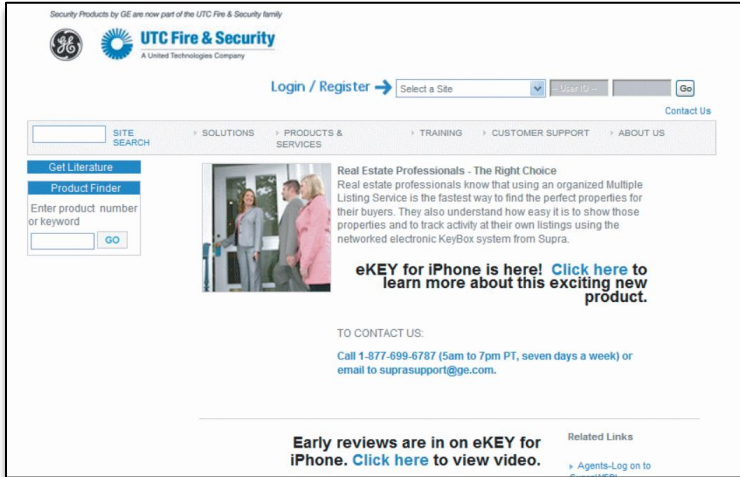 Security Products by GE are now part of the UTC Fire & Security family
GE
UTC Fire & Security
A United Technologies Company
Login / Register
Select a Site
-- User ID --
Go
Contact Us
SITE SEARCH
SOLUTIONS
PRODUCTS & SERVICES
TRAINING
CUSTOMER SUPPORT
ABOUT US
Get Literature
Product Finder
Enter product number
or keyword
GO
Real Estate Professionals - The Right Choice
Real estate professionals know that using an organized Multiple
Listing Service is the fastest way to find the perfect properties for
their buyers. They also understand how easy it is to show those
properties and to track activity at their own listings using the
networked electronic KeyBox system from Supra.
eKEY for iPhone is here! Click here to
learn more about this exciting new
product.
TO CONTACT US:
Call 1-877-699-6787 (5am to 7pm PT, seven days a week) or
email to suprasupport@ge.com.
Early reviews are in on eKEY for
iPhone. Click here to view video.
Related Links
Agents-Log on to